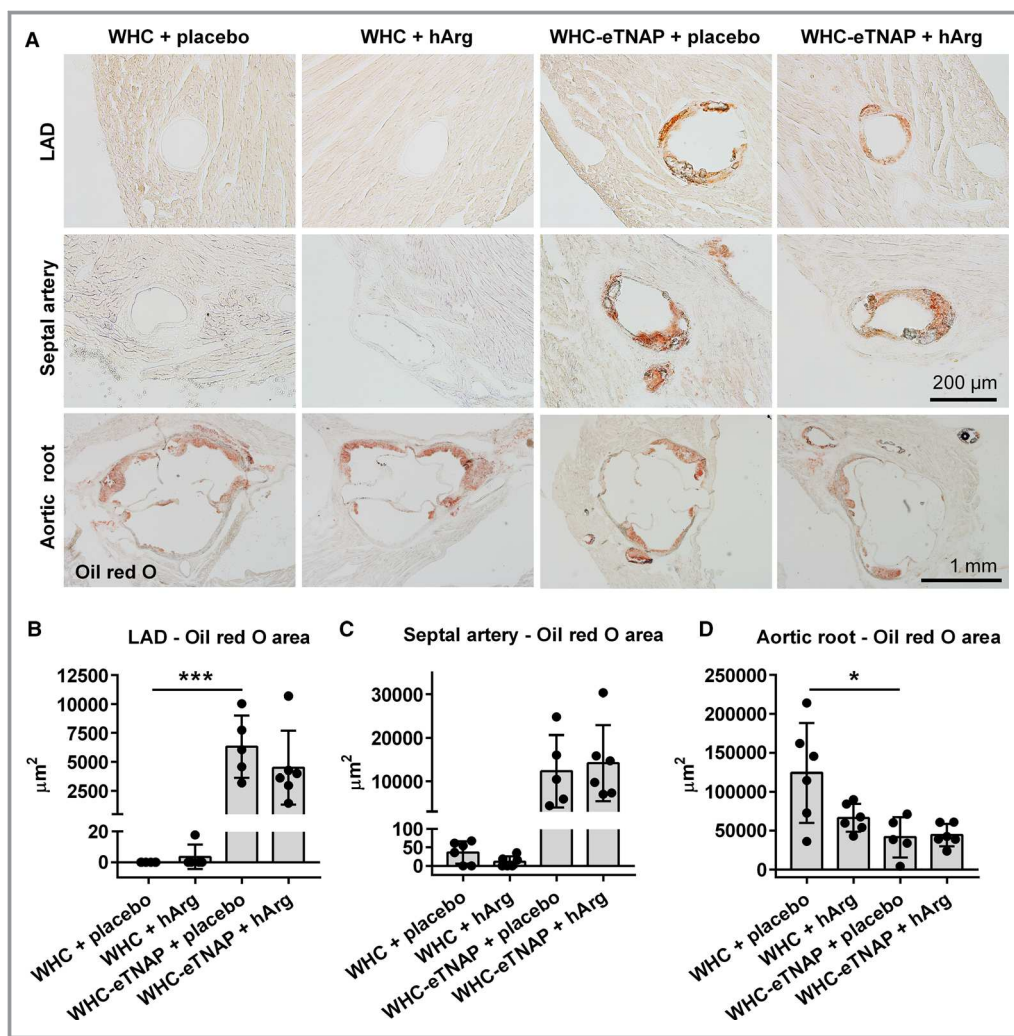 A
WHC + placebo
WHC + hArg
WHC-eTNAP + placebo
WHC-eTNAP + hArg
LAD
Septal artery
200 µm
Aortic root
Oil red O
1 mm
B
LAD - Oil red O area
µm²
12500
10000
7500
5000
2500
20
0
***
WHC + placebo
WHC + hArg
WHC-eTNAP + placebo
WHC-eTNAP + hArg
C
Septal artery - Oil red O area
µm²
30000
20000
10000
100
50
0
WHC + placebo
WHC + hArg
WHC-eTNAP + placebo
WHC-eTNAP + hArg
D
Aortic root - Oil red O area
µm²
250000
200000
150000
100000
50000
0
*
WHC + placebo
WHC + hArg
WHC-eTNAP + placebo
WHC-eTNAP + hArg